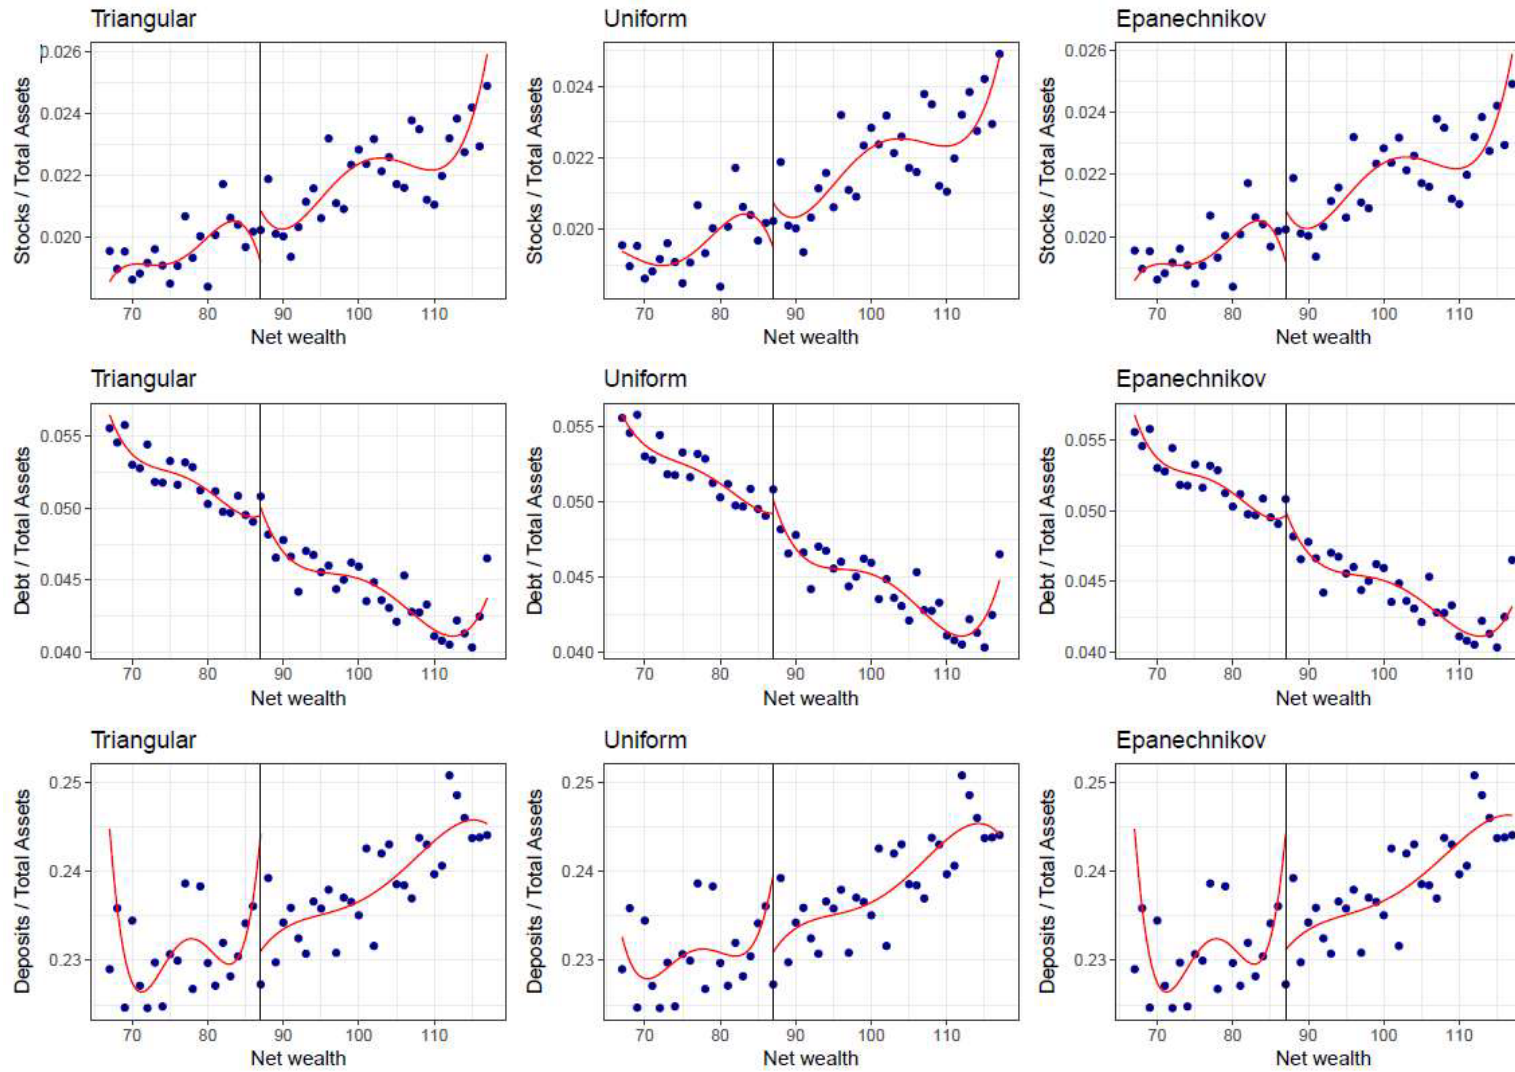 Triangular
Uniform
Epanechnikov
Stocks / Total Assets
0.026
0.024
0.022
0.020
70
80
90
100
110
Net wealth
Stocks / Total Assets
0.024
0.022
0.020
70
80
90
100
110
Net wealth
Stocks / Total Assets
0.026
0.024
0.022
0.020
70
80
90
100
110
Net wealth
Triangular
Uniform
Epanechnikov
Debt / Total Assets
0.055
0.050
0.045
0.040
70
80
90
100
110
Net wealth
Debt / Total Assets
0.055
0.050
0.045
0.040
70
80
90
100
110
Net wealth
Debt / Total Assets
0.055
0.050
0.045
0.040
70
80
90
100
110
Net wealth
Triangular
Uniform
Epanechnikov
Deposits / Total Assets
0.25
0.24
0.23
70
80
90
100
110
Net wealth
Deposits / Total Assets
0.25
0.24
0.23
70
80
90
100
110
Net wealth
Deposits / Total Assets
0.25
0.24
0.23
70
80
90
100
110
Net wealth